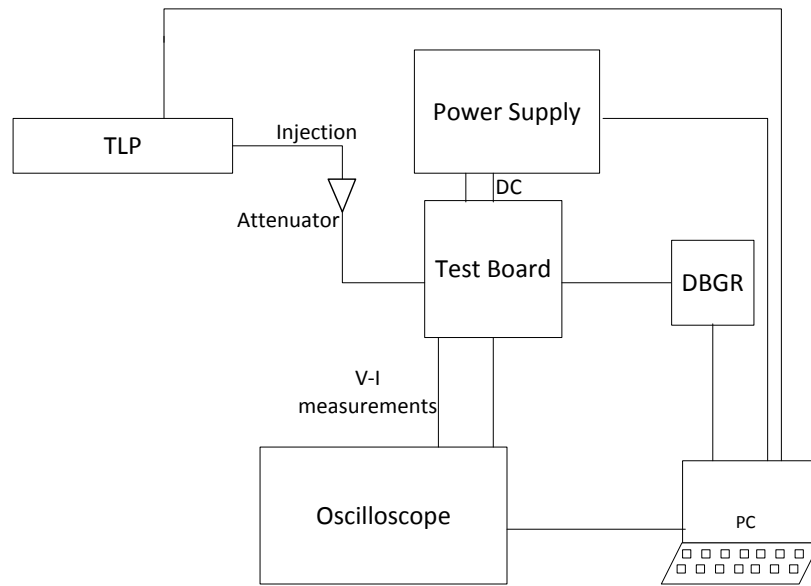 TLP
Injection
Attenuator
Power Supply
DC
Test Board
DBGR
V-I
measurements
Oscilloscope
PC